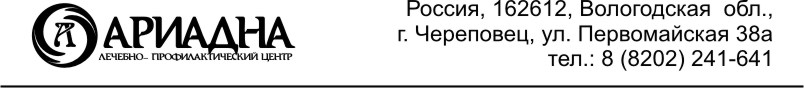 АРИАДНА
ЛЕЧЕБНО- ПРОФИЛАКТИЧЕСКИЙ ЦЕНТР
Россия, 162612, Вологодская обл.,
г. Череповец, ул. Первомайская 38а
тел.: 8 (8202) 241-641